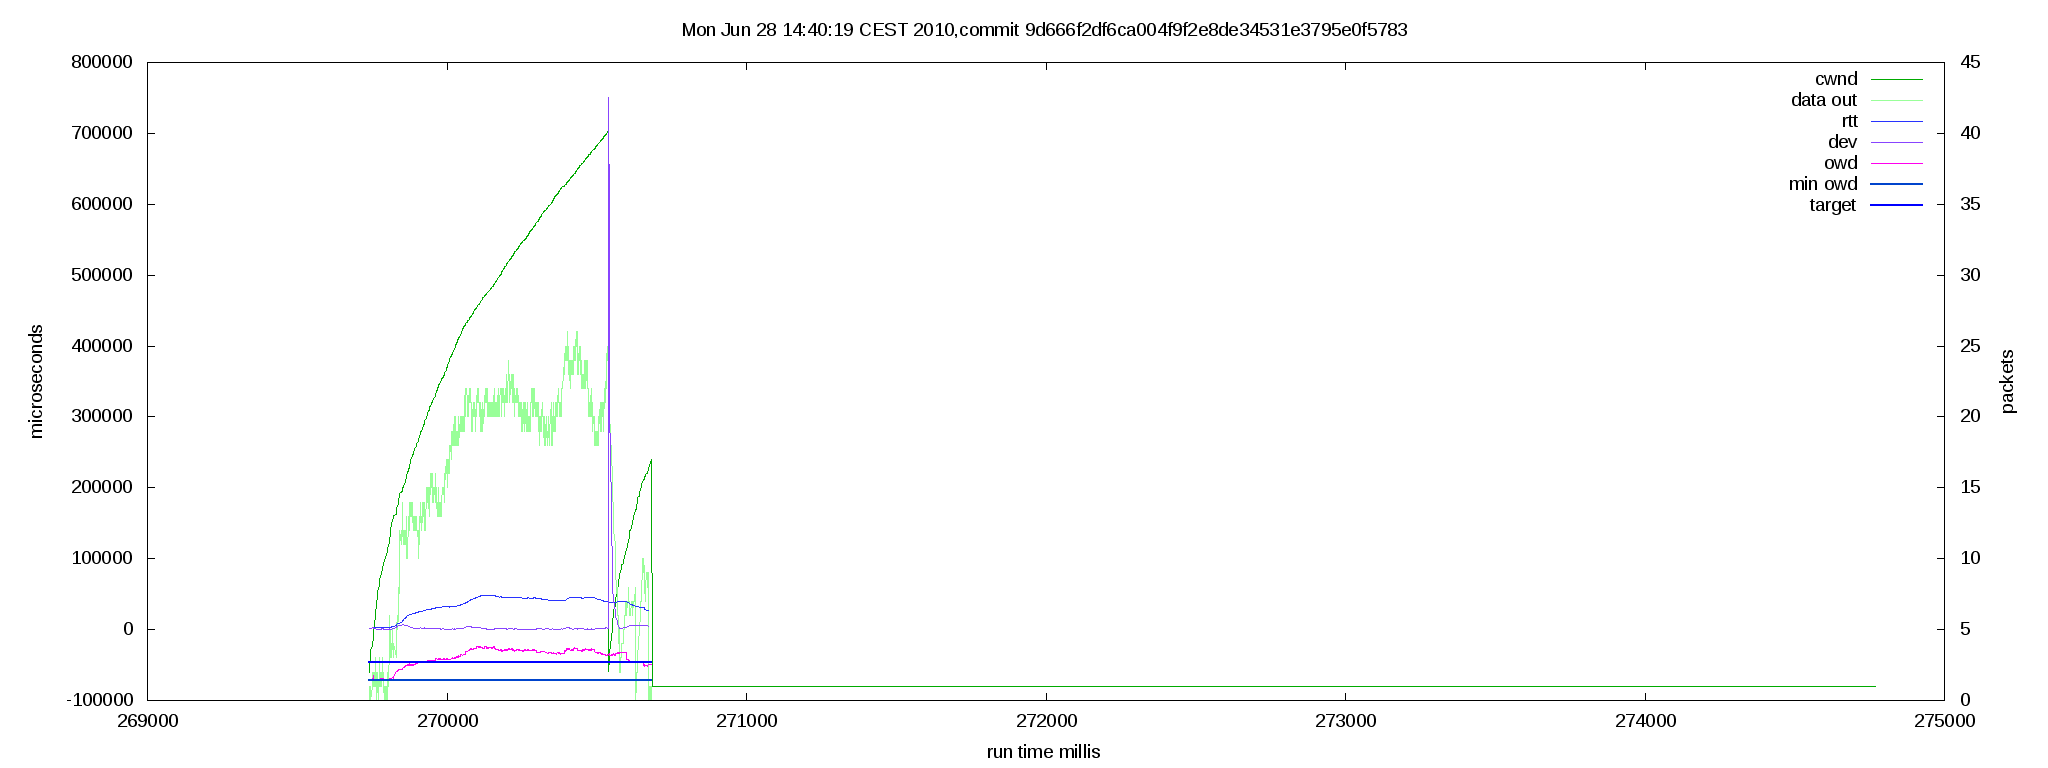 Mon Jun 28 14:40:19 CEST 2010,commit 9d666f2df6ca004f9f2e8de34531e3795e0f5783
800000
700000
600000
500000
400000
300000
200000
100000
0
-100000
microseconds
45
40
35
30
25
20
15
10
5
0
packets
cwnd
data out
rtt
dev
owd
min owd
target
269000 270000 271000 272000 273000 274000 275000
run time millis